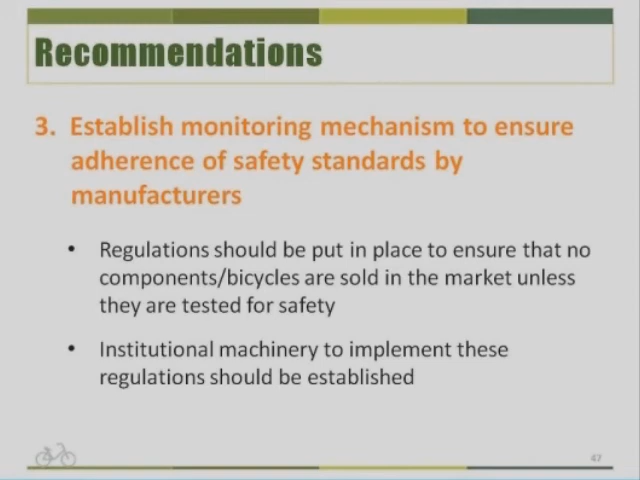 Recommendations
3. Establish monitoring mechanism to ensure
adherence of safety standards by
manufacturers
• Regulations should be put in place to ensure that no
components/bicycles are sold in the market unless
they are tested for safety
• Institutional machinery to implement these
regulations should be established
47